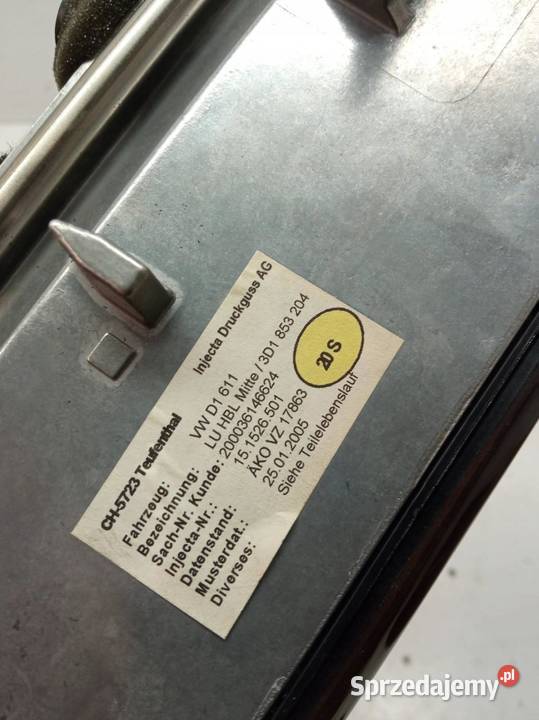 CH-5723 Teufenthal Injecta Druckguss AG
Fahrzeug: VW D1 611
Bezeichnung: LU HBL Mitte / 3D1 853 204
Sach-Nr. Kunde: 200036146624
Injecta-Nr.: 15.1526.501
Datenstand: ÄKO VZ 17863
Musterdat.: 25.01.2005
Diverses: Siehe Teilelebenslauf
20 S
Sprzedajemy.pl